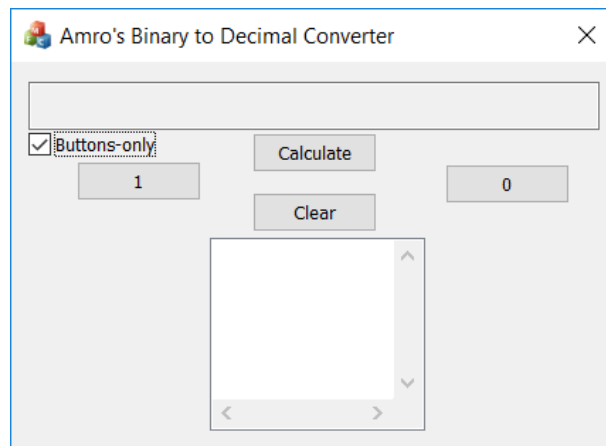 Amro's Binary to Decimal Converter
Buttons-only
Calculate
1
0
Clear